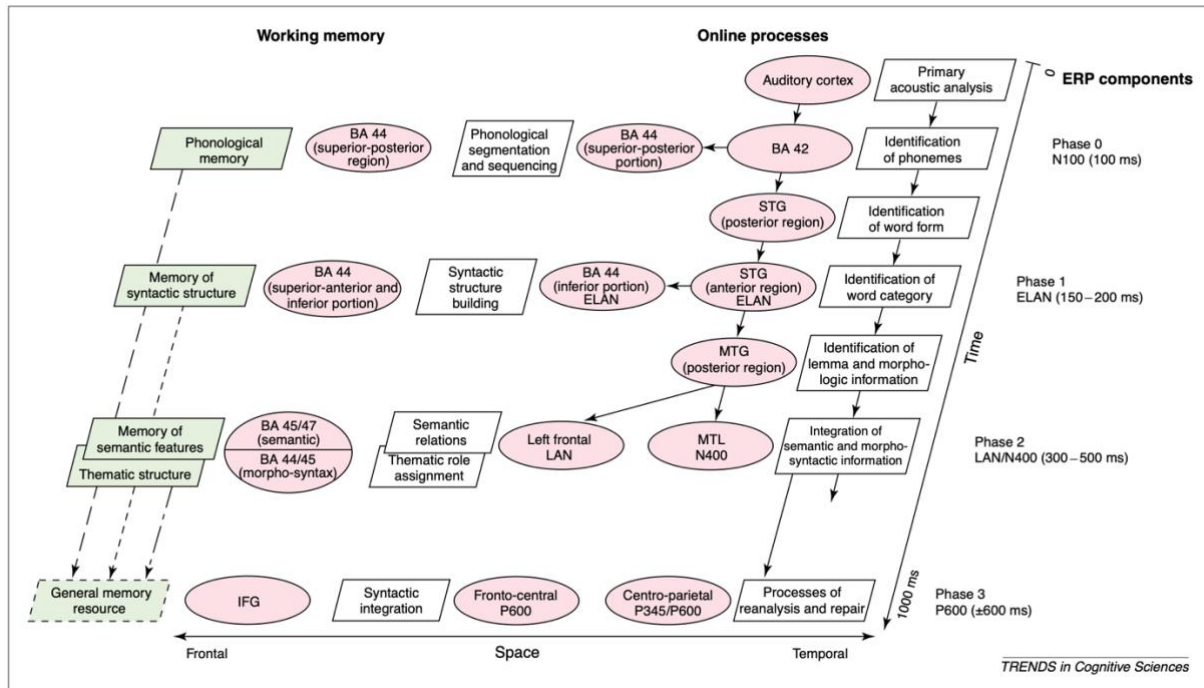 Working memory
Online processes
ERP components
Auditory cortex
Primary
acoustic analysis
0
Phonological
memory
BA 44
(superior-posterior
region)
Phonological
segmentation
and sequencing
BA 44
(superior-posterior
portion)
BA 42
Identification
of phonemes
Phase 0
N100 (100 ms)
STG
(posterior region)
Identification
of word form
Memory of
syntactic structure
BA 44
(superior-anterior and
inferior portion)
Syntactic
structure
building
BA 44
(inferior portion)
ELAN
STG
(anterior region)
ELAN
Identification of
word category
Phase 1
ELAN (150–200 ms)
Time
MTG
(posterior region)
Identification of
lemma and morpho-
logic information
Memory of
semantic features
Thematic structure
BA 45/47
(semantic)
BA 44/45
(morpho-syntax)
Semantic
relations
Thematic role
assignment
Left frontal
LAN
MTL
N400
Integration of
semantic and morpho-
syntactic information
Phase 2
LAN/N400 (300–500 ms)
General memory
resource
IFG
Syntactic
integration
Fronto-central
P600
Centro-parietal
P345/P600
Processes of
reanalysis and repair
1000 ms
Phase 3
P600 (±600 ms)
Frontal
Space
Temporal
TRENDS in Cognitive Sciences